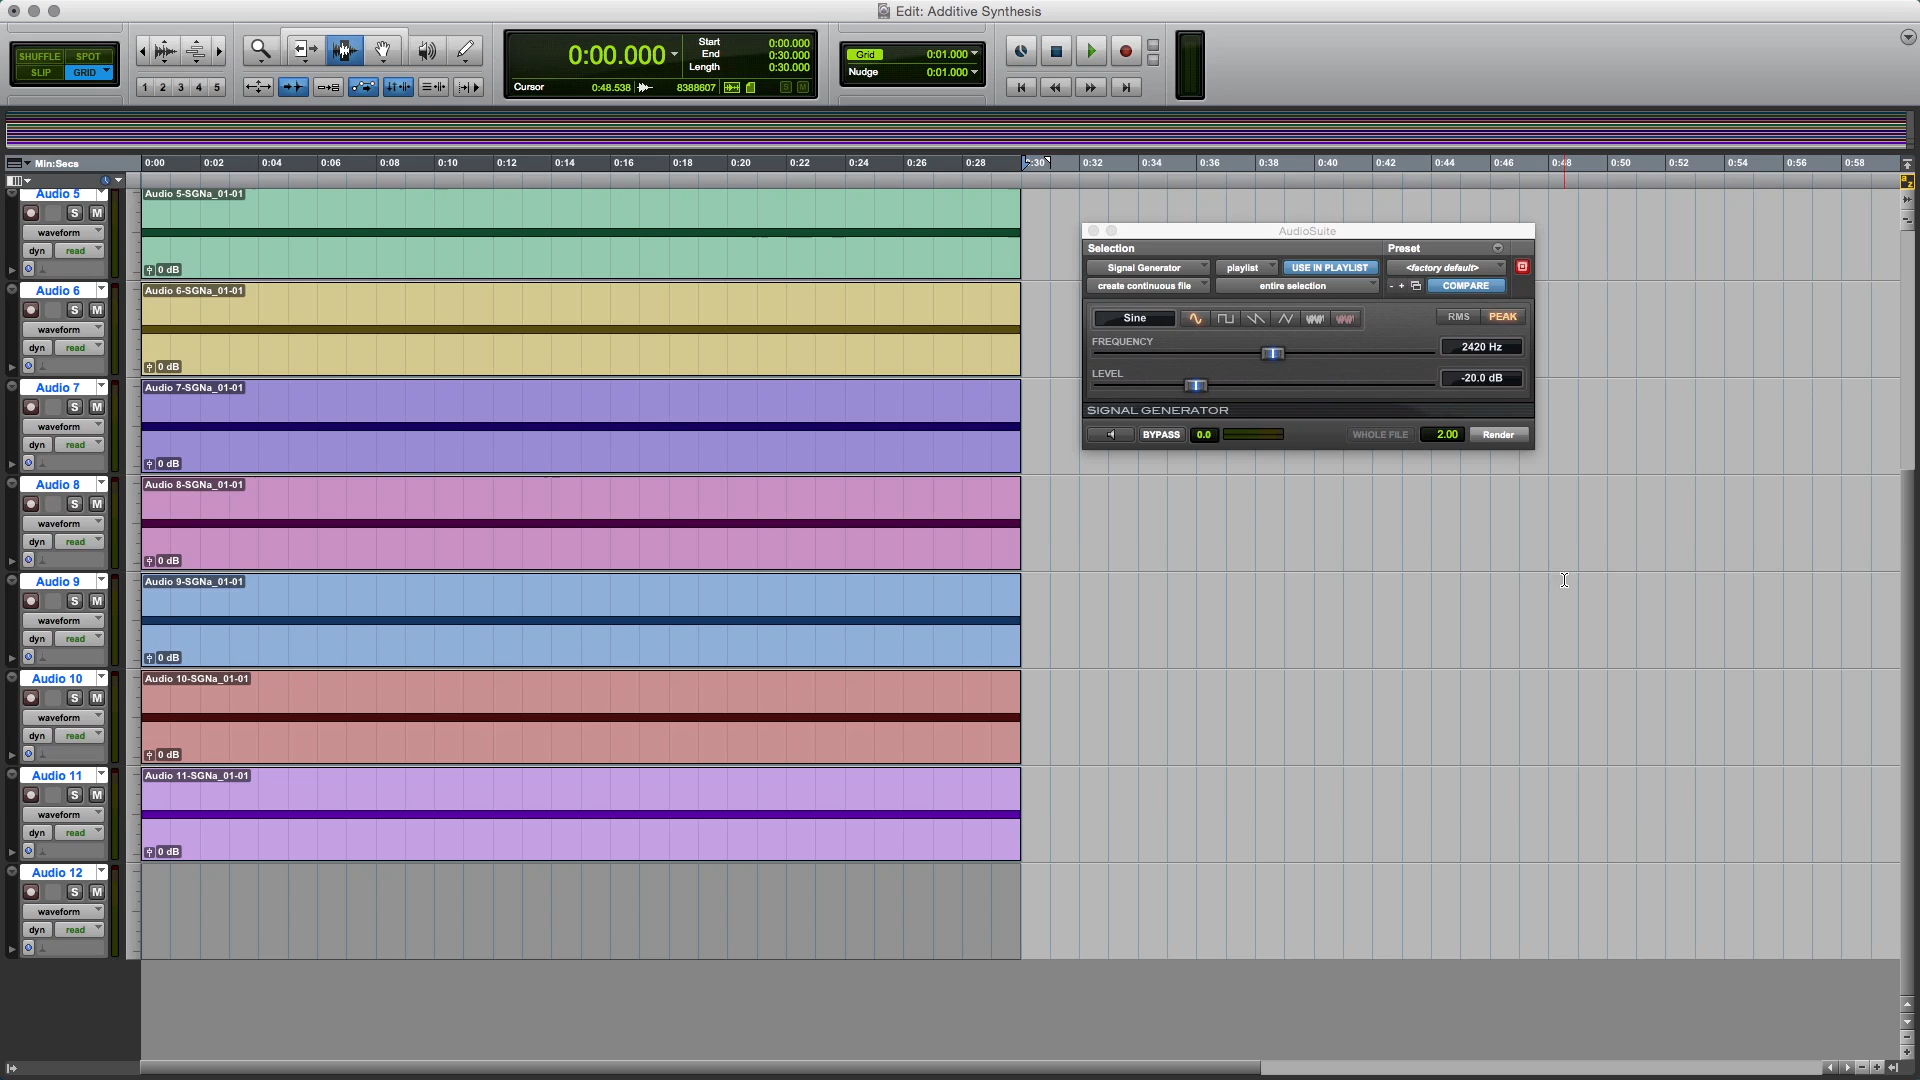 Edit: Additive Synthesis
SHUFFLE SPOT
SLIP GRID
1 2 3 4 5
0:00.000
Start 0:00.000
End 0:30.000
Length 0:30.000
Cursor 0:48.538 8388607 S M
Grid 0:01.000
Nudge 0:01.000
Min:Secs 0:00 0:02 0:04 0:06 0:08 0:10 0:12 0:14 0:16 0:18 0:20 0:22 0:24 0:26 0:28 0:30 0:32 0:34 0:36 0:38 0:40 0:42 0:44 0:46 0:48 0:50 0:52 0:54 0:56 0:58
a z
Audio 5 Audio 5-SGNa_01-01
S M
waveform
dyn read
0 dB
Audio 6 Audio 6-SGNa_01-01
S M
waveform
dyn read
0 dB
Audio 7 Audio 7-SGNa_01-01
S M
waveform
dyn read
0 dB
Audio 8 Audio 8-SGNa_01-01
S M
waveform
dyn read
0 dB
Audio 9 Audio 9-SGNa_01-01
S M
waveform
dyn read
0 dB
Audio 10 Audio 10-SGNa_01-01
S M
waveform
dyn read
0 dB
Audio 11 Audio 11-SGNa_01-01
S M
waveform
dyn read
0 dB
Audio 12
S M
waveform
dyn read
AudioSuite
Selection Preset
Signal Generator playlist USE IN PLAYLIST <factory default>
create continuous file entire selection - + COMPARE
Sine RMS PEAK
FREQUENCY 2420 Hz
LEVEL -20.0 dB
SIGNAL GENERATOR
BYPASS 0.0 WHOLE FILE 2.00 Render